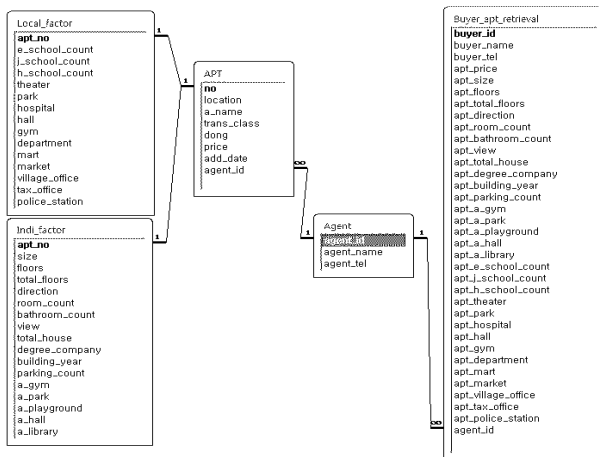 Local_factor
apt_no
e_school_count
j_school_count
h_school_count
theater
park
hospital
hall
gym
department
mart
market
village_office
tax_office
police_station
1
Indi_factor
apt_no
size
floors
total_floors
direction
room_count
bathroom_count
view
total_house
degree_company
building_year
parking_count
a_gym
a_park
a_playground
a_hall
a_library
1
1
APT
no
location
a_name
trans_class
dong
price
add_date
agent_id
∞
1
Agent
agent_id
agent_name
agent_tel
1
∞
Buyer_apt_retrieval
buyer_id
buyer_name
buyer_tel
apt_price
apt_size
apt_floors
apt_total_floors
apt_direction
apt_room_count
apt_bathroom_count
apt_view
apt_total_house
apt_degree_company
apt_building_year
apt_parking_count
apt_a_gym
apt_a_park
apt_a_playground
apt_a_hall
apt_a_library
apt_e_school_count
apt_j_school_count
apt_h_school_count
apt_theater
apt_park
apt_hospital
apt_hall
apt_gym
apt_department
apt_mart
apt_market
apt_village_office
apt_tax_office
apt_police_station
agent_id